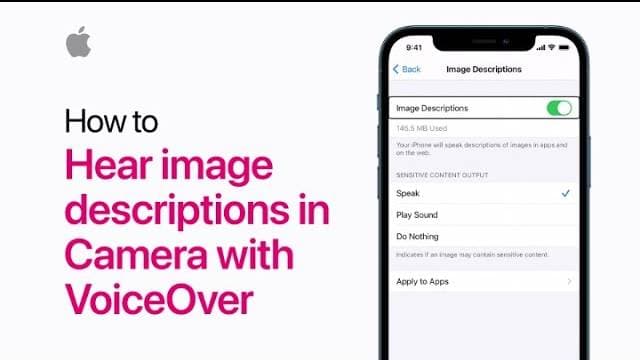 How to
Hear image
descriptions in
Camera with
VoiceOver
9:41
Back
Image Descriptions
Image Descriptions
145.5 MB Used
Your iPhone will speak descriptions of images in apps and
on the web.
SENSITIVE CONTENT OUTPUT
Speak
Play Sound
Do Nothing
Indicates if an image may contain sensitive content.
Apply to Apps